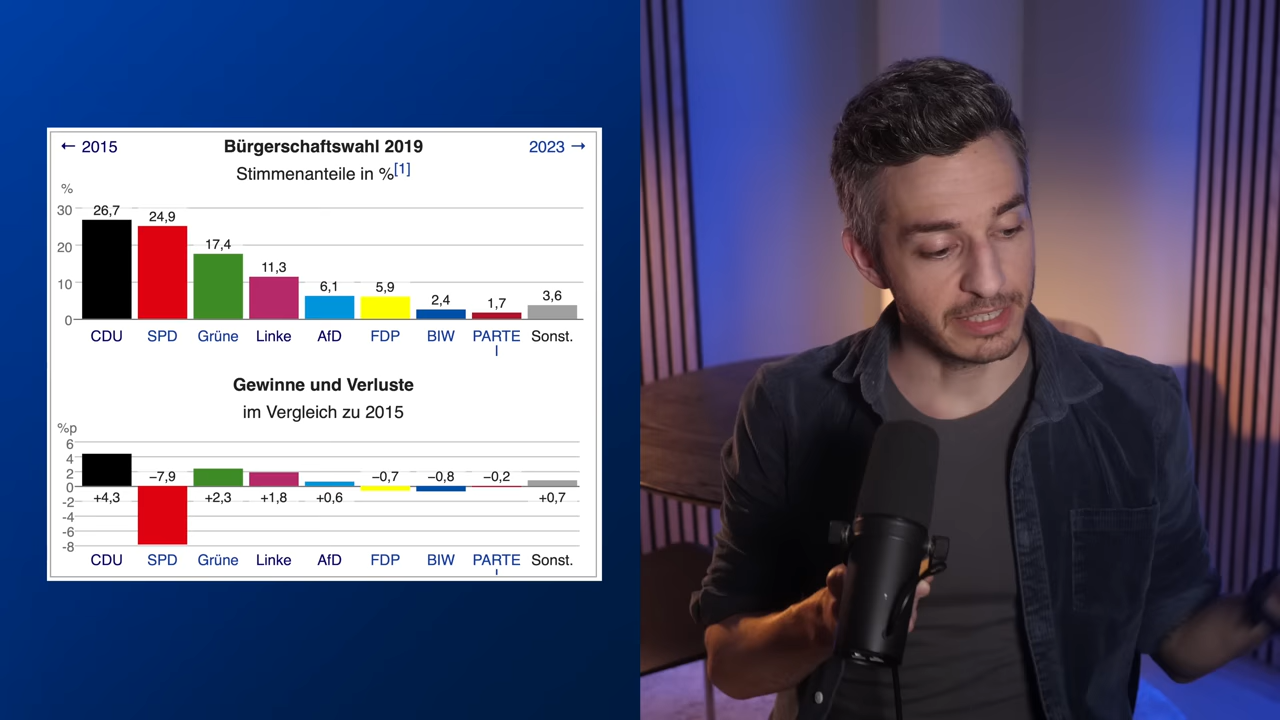 ← 2015 Bürgerschaftswahl 2019 2023 →
Stimmenanteile in %[1]
%
30
20
10
0
26,7 24,9 17,4 11,3 6,1 5,9 2,4 1,7 3,6
CDU SPD Grüne Linke AfD FDP BIW PARTE Sonst.
I
Gewinne und Verluste
im Vergleich zu 2015
%p
6
4
2
0
-2
-4
-6
-8
−7,9 −0,7 −0,8 −0,2
+4,3 +2,3 +1,8 +0,6 +0,7
CDU SPD Grüne Linke AfD FDP BIW PARTE Sonst.